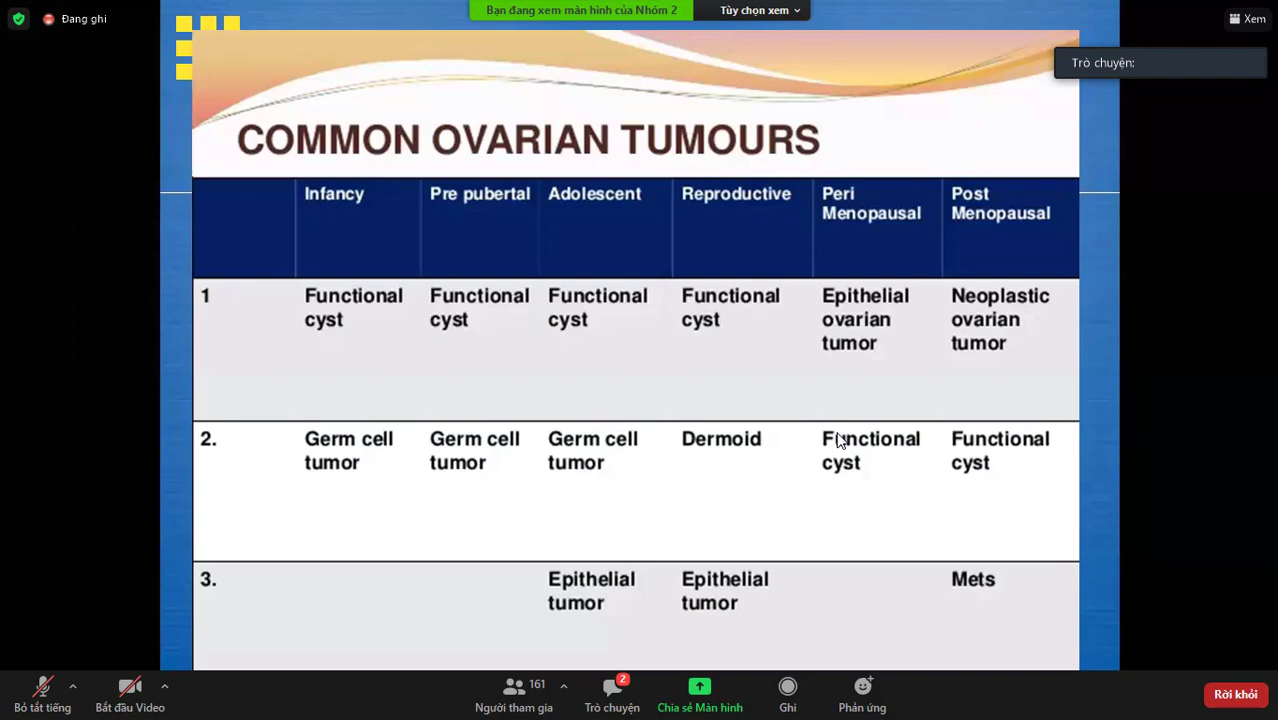 Đang ghi
Bạn đang xem màn hình của Nhóm 2
Tùy chọn xem
Xem
Trò chuyện:
COMMON OVARIAN TUMOURS
Infancy
Pre pubertal
Adolescent
Reproductive
Peri
Menopausal
Post
Menopausal
1
Functional
cyst
Functional
cyst
Functional
cyst
Functional
cyst
Epithelial
ovarian
tumor
Neoplastic
ovarian
tumor
2.
Germ cell
tumor
Germ cell
tumor
Germ cell
tumor
Dermoid
Functional
cyst
Functional
cyst
3.
Epithelial
tumor
Epithelial
tumor
Mets
Bỏ tắt tiếng
Bắt đầu Video
161
Người tham gia
2
Trò chuyện
Chia sẻ Màn hình
Ghi
Phản ứng
Rời khỏi